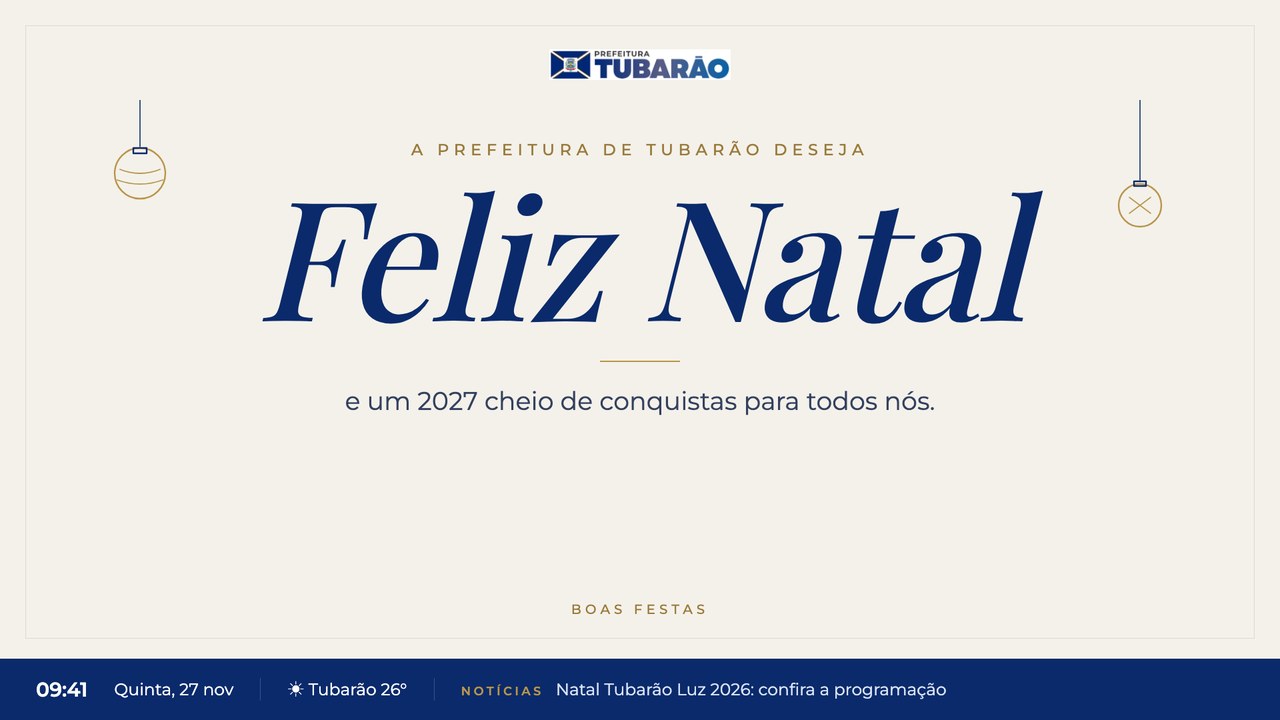 PREFEITURA
TUBARÃO
A PREFEITURA DE TUBARÃO DESEJA
Feliz Natal
e um 2027 cheio de conquistas para todos nós.
BOAS FESTAS
09:41 Quinta, 27 nov ☀ Tubarão 26° NOTÍCIAS Natal Tubarão Luz 2026: confira a programação